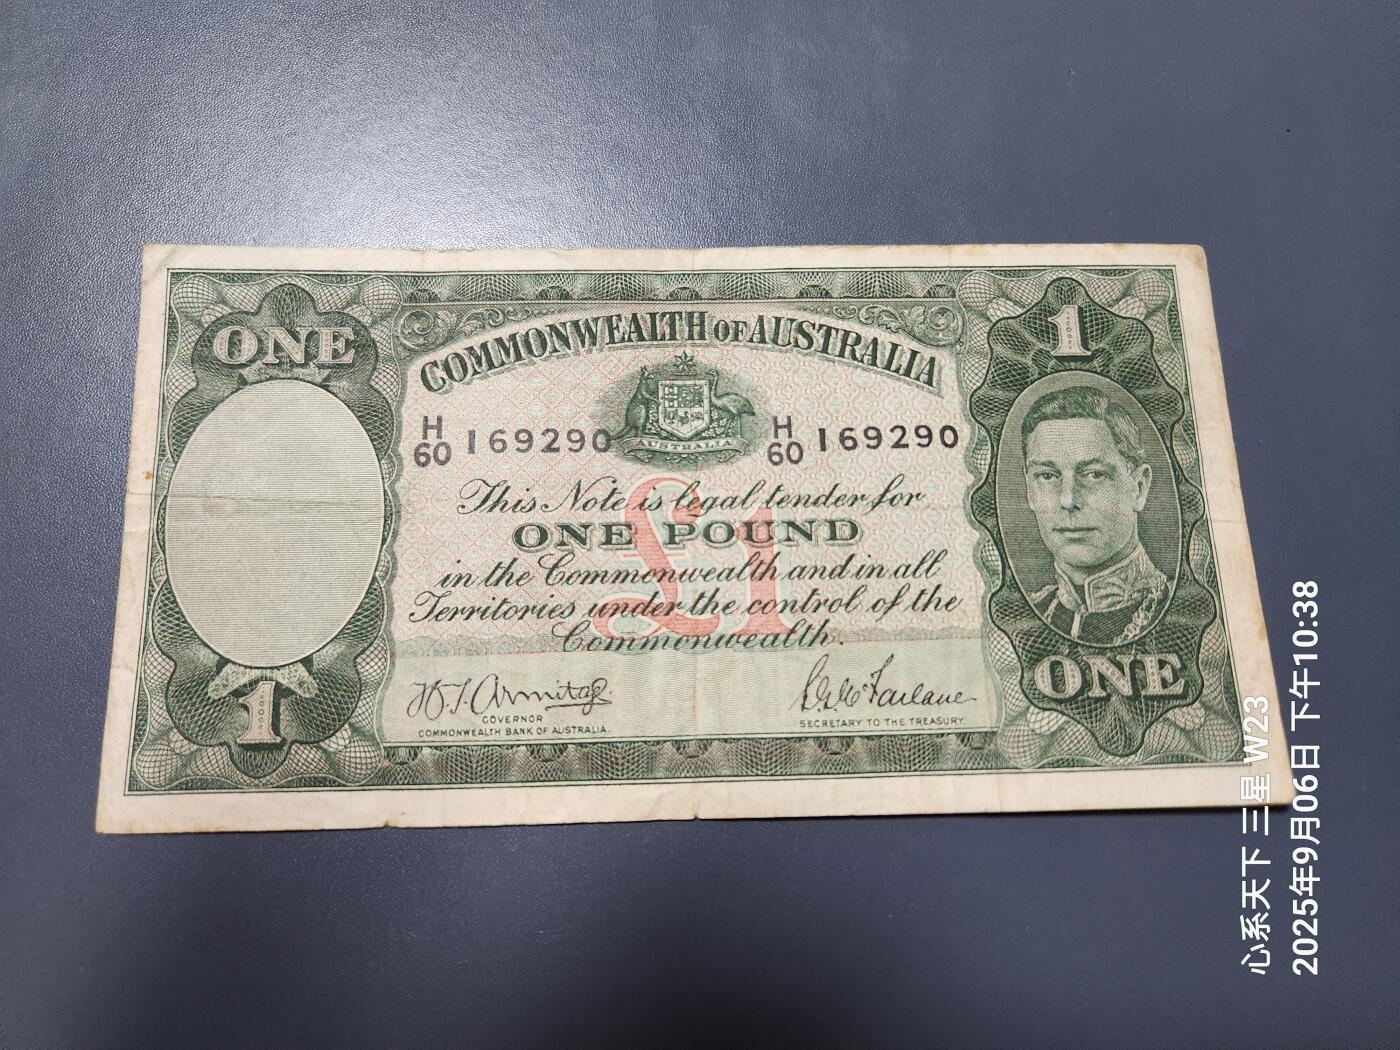 ONE
1
COMMONWEALTH OF AUSTRALIA
AUSTRALIA
H
60 169290
H
60 169290
This Note is legal tender for
£1
ONE POUND
in the Commonwealth and in all
Territories under the control of the
Commonwealth.
H.T. Armitage
GOVERNOR
COMMONWEALTH BANK OF AUSTRALIA.
S.G. McFarlane
SECRETARY TO THE TREASURY.
1
ONE
心系天下 三星 W23
2025年9月06日 下午10:38